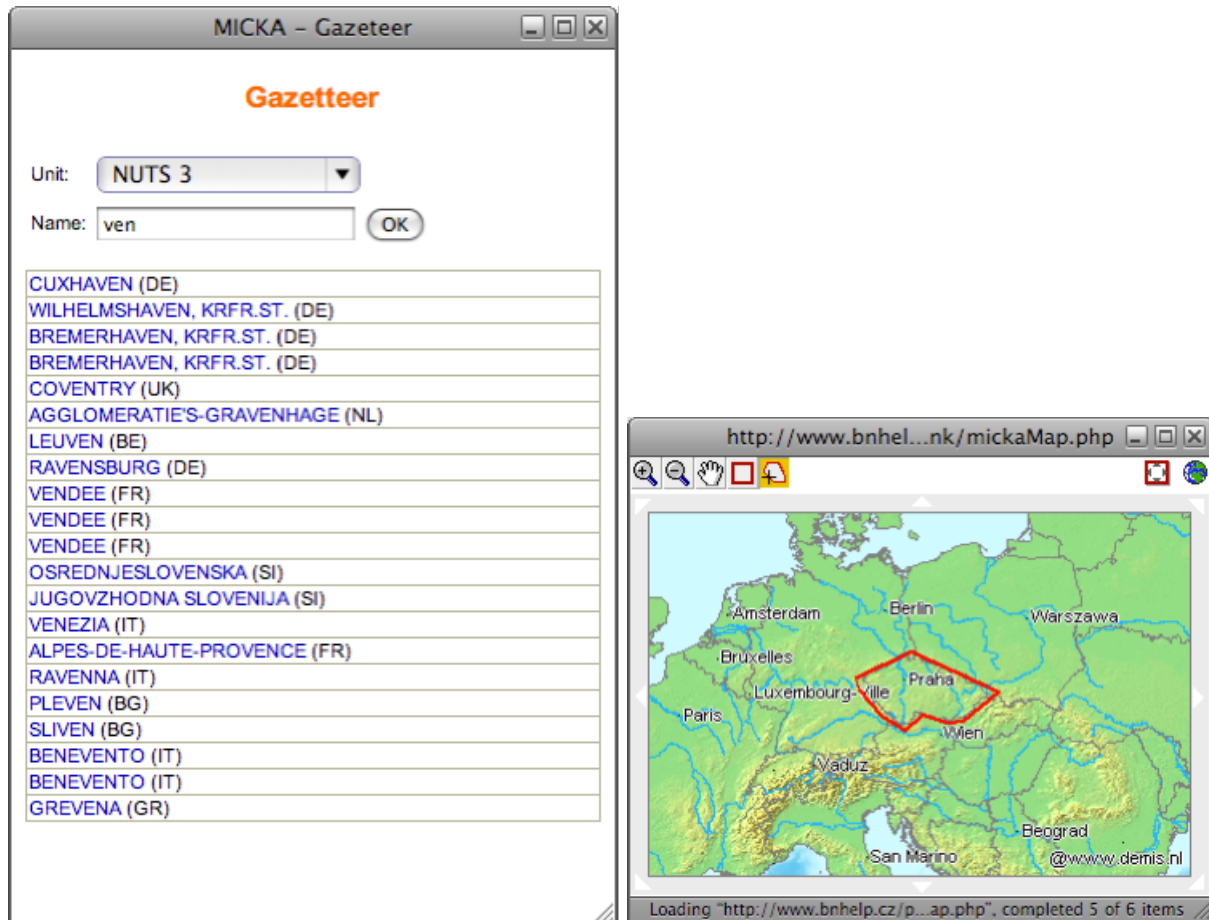 MICKA – Gazeteer
Gazetteer
Unit: NUTS 3
Name: ven OK
CUXHAVEN (DE)
WILHELMSHAVEN, KRFR.ST. (DE)
BREMERHAVEN, KRFR.ST. (DE)
BREMERHAVEN, KRFR.ST. (DE)
COVENTRY (UK)
AGGLOMERATIE'S-GRAVENHAGE (NL)
LEUVEN (BE)
RAVENSBURG (DE)
VENDEE (FR)
VENDEE (FR)
VENDEE (FR)
OSREDNJESLOVENSKA (SI)
JUGOVZHODNA SLOVENIJA (SI)
VENEZIA (IT)
ALPES-DE-HAUTE-PROVENCE (FR)
RAVENNA (IT)
PLEVEN (BG)
SLIVEN (BG)
BENEVENTO (IT)
BENEVENTO (IT)
GREVENA (GR)
http://www.bnhel...nk/mickaMap.php
Amsterdam
Berlin
Warszawa
Bruxelles
Luxembourg-Ville
Praha
Paris
Wien
Vaduz
Beograd
San Marino
@www.demis.nl
Loading "http://www.bnhelp.cz/p...ap.php", completed 5 of 6 items